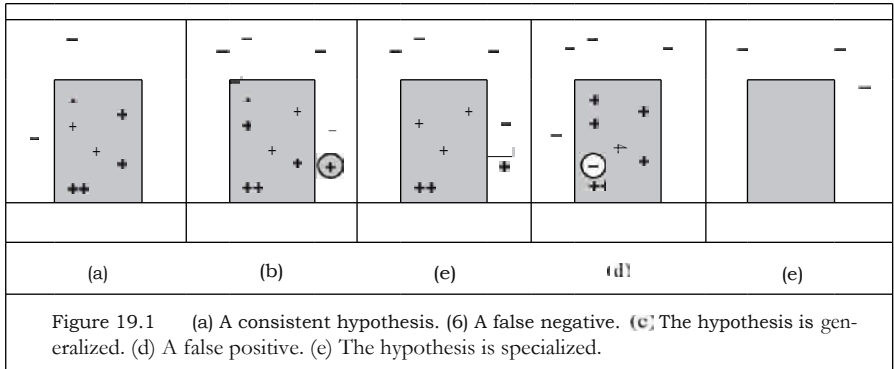 (a) (b) (e) (d) (e)
Figure 19.1 (a) A consistent hypothesis. (6) A false negative. (c) The hypothesis is gen-
eralized. (d) A false positive. (e) The hypothesis is specialized.